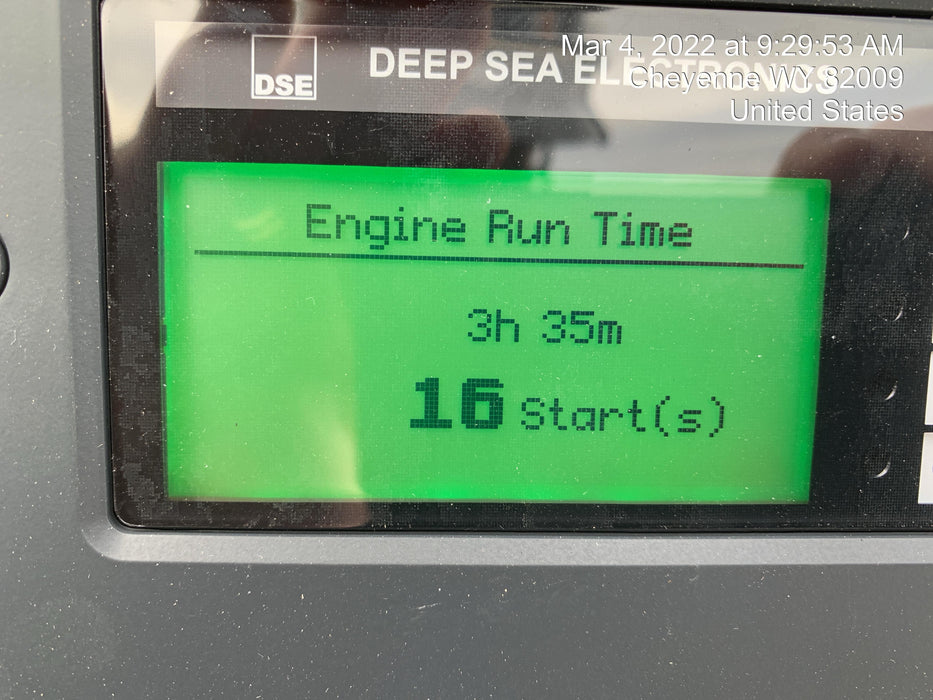 Mar 4, 2022 at 9:29:53 AM
DSE
DEEP SEA ELECTRONICS
Cheyenne WY 82009
United States
Engine Run Time
3h 35m
16 Start(s)